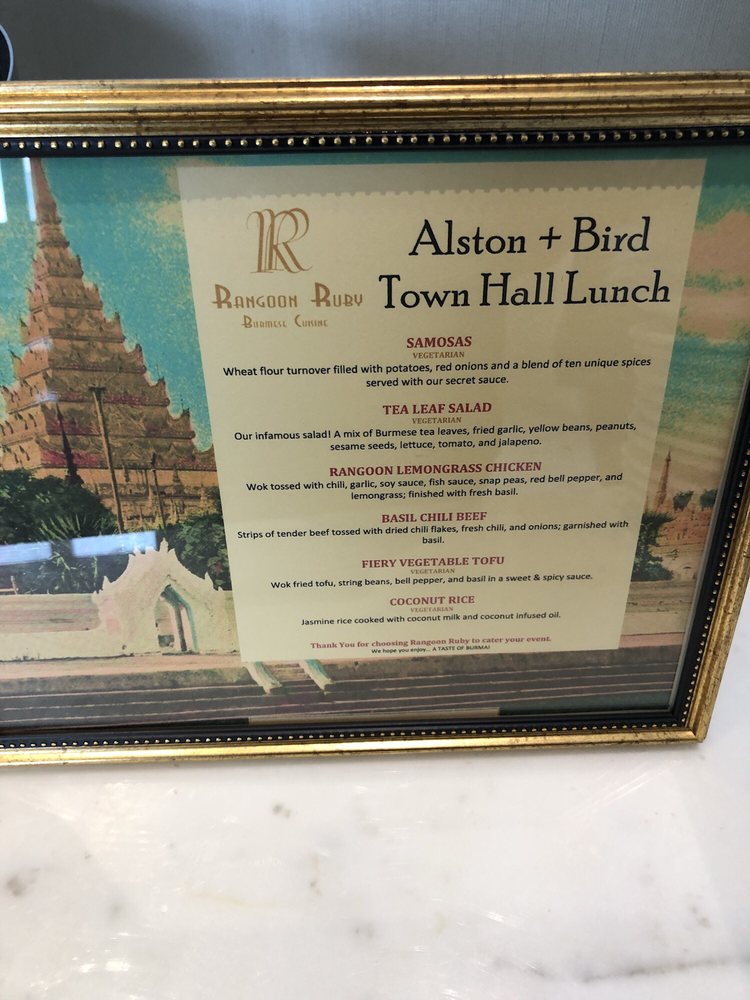 RR
RANGOON RUBY
BURMESE CUISINE
Alston + Bird
Town Hall Lunch
SAMOSAS
VEGETARIAN
Wheat flour turnover filled with potatoes, red onions and a blend of ten unique spices
served with our secret sauce.
TEA LEAF SALAD
VEGETARIAN
Our infamous salad! A mix of Burmese tea leaves, fried garlic, yellow beans, peanuts,
sesame seeds, lettuce, tomato, and jalapeno.
RANGOON LEMONGRASS CHICKEN
Wok tossed with chili, garlic, soy sauce, fish sauce, snap peas, red bell pepper, and
lemongrass; finished with fresh basil.
BASIL CHILI BEEF
Strips of tender beef tossed with dried chili flakes, fresh chili, and onions; garnished with
basil.
FIERY VEGETABLE TOFU
VEGETARIAN
Wok fried tofu, string beans, bell pepper, and basil in a sweet & spicy sauce.
COCONUT RICE
VEGETARIAN
Jasmine rice cooked with coconut milk and coconut infused oil.
Thank You for choosing Rangoon Ruby to cater your event.
We hope you enjoy... A TASTE OF BURMA!